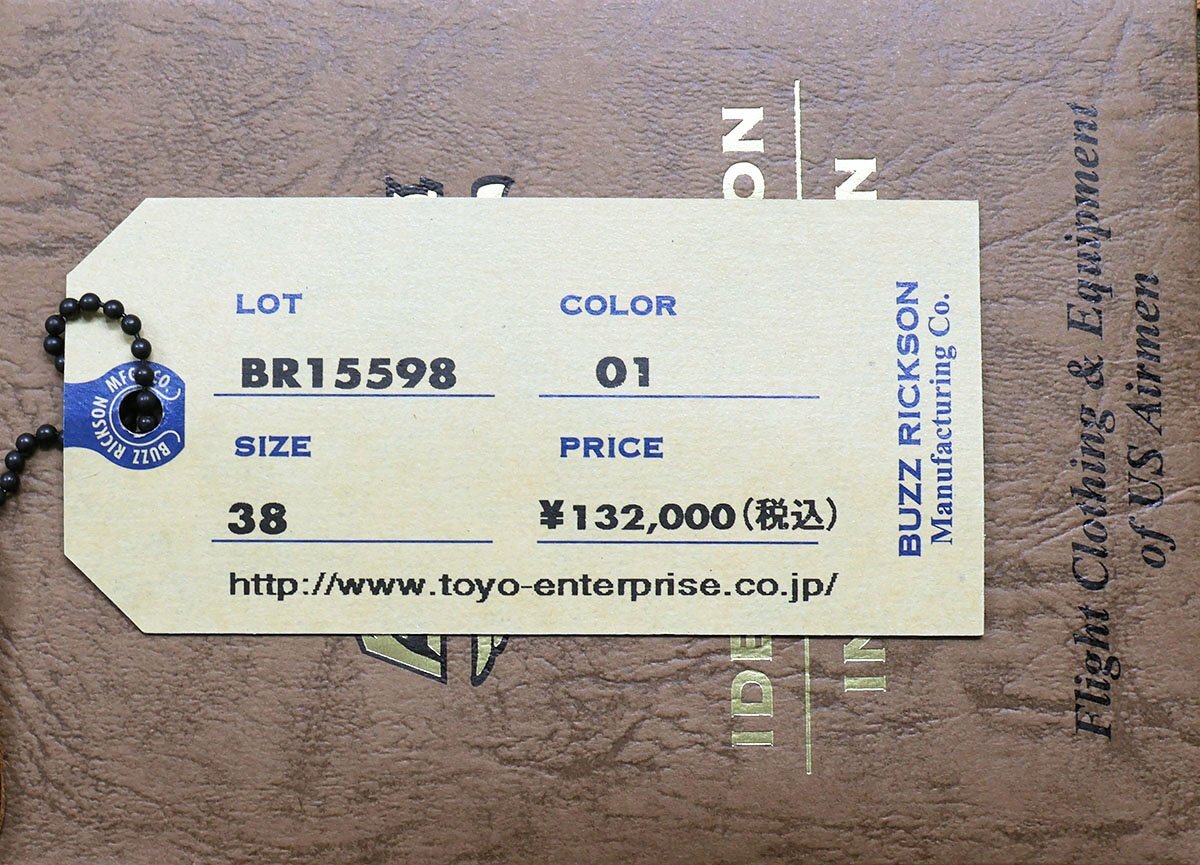 LOT
BR15598
COLOR
01
SIZE
38
PRICE
¥132,000(税込)
http://www.toyo-enterprise.co.jp/
BUZZ RICKSON
Manufacturing Co.
BUZZ RICKSON MFG. CO.
Flight Clothing & Equipment
of US Airmen